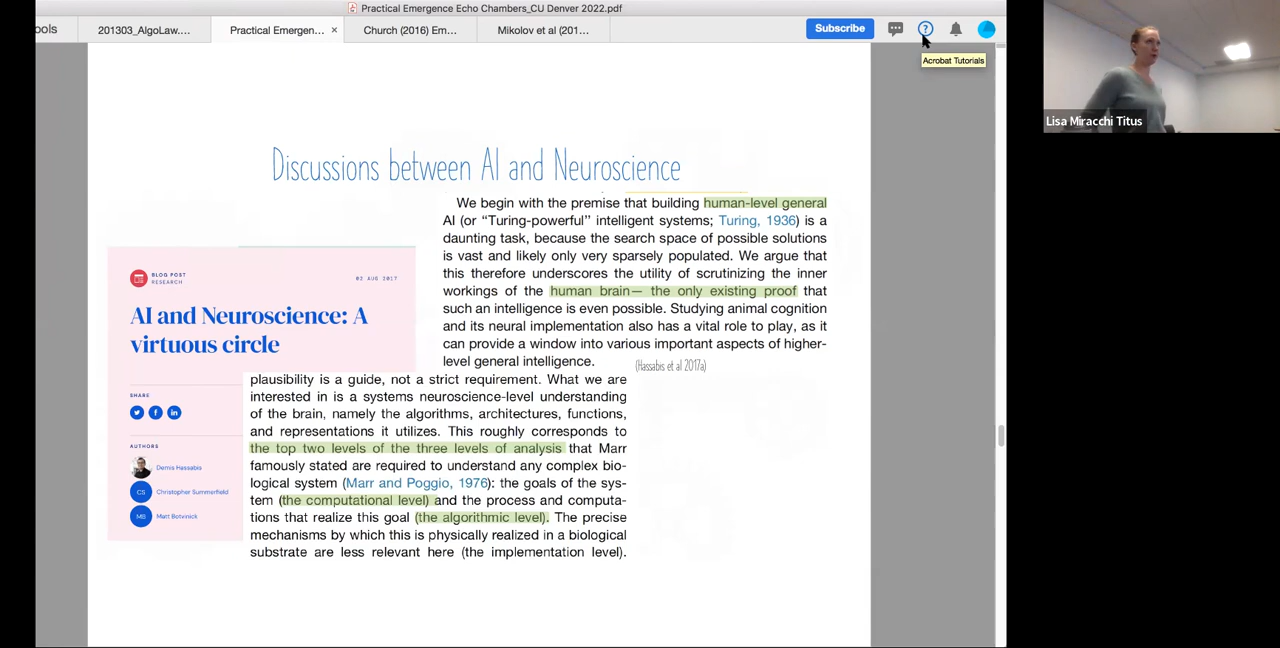 Practical Emergence Echo Chambers_CU Denver 2022.pdf
ools
201303_AlgoLaw....
Practical Emergen... ×
Church (2016) Em...
Mikolov et al (201...
Subscribe
?
Acrobat Tutorials
Lisa Miracchi Titus
Discussions between AI and Neuroscience
We begin with the premise that building human-level general
AI (or “Turing-powerful” intelligent systems; Turing, 1936) is a
daunting task, because the search space of possible solutions
is vast and likely only very sparsely populated. We argue that
this therefore underscores the utility of scrutinizing the inner
workings of the human brain— the only existing proof that
such an intelligence is even possible. Studying animal cognition
and its neural implementation also has a vital role to play, as it
can provide a window into various important aspects of higher-
level general intelligence.
(Hassabis et al 2017a)
BLOG POST
RESEARCH
02 AUG 2017
AI and Neuroscience: A
virtuous circle
SHARE
AUTHORS
Demis Hassabis
CS Christopher Summerfield
MB Matt Botvinick
plausibility is a guide, not a strict requirement. What we are
interested in is a systems neuroscience-level understanding
of the brain, namely the algorithms, architectures, functions,
and representations it utilizes. This roughly corresponds to
the top two levels of the three levels of analysis that Marr
famously stated are required to understand any complex bio-
logical system (Marr and Poggio, 1976): the goals of the sys-
tem (the computational level) and the process and computa-
tions that realize this goal (the algorithmic level). The precise
mechanisms by which this is physically realized in a biological
substrate are less relevant here (the implementation level).